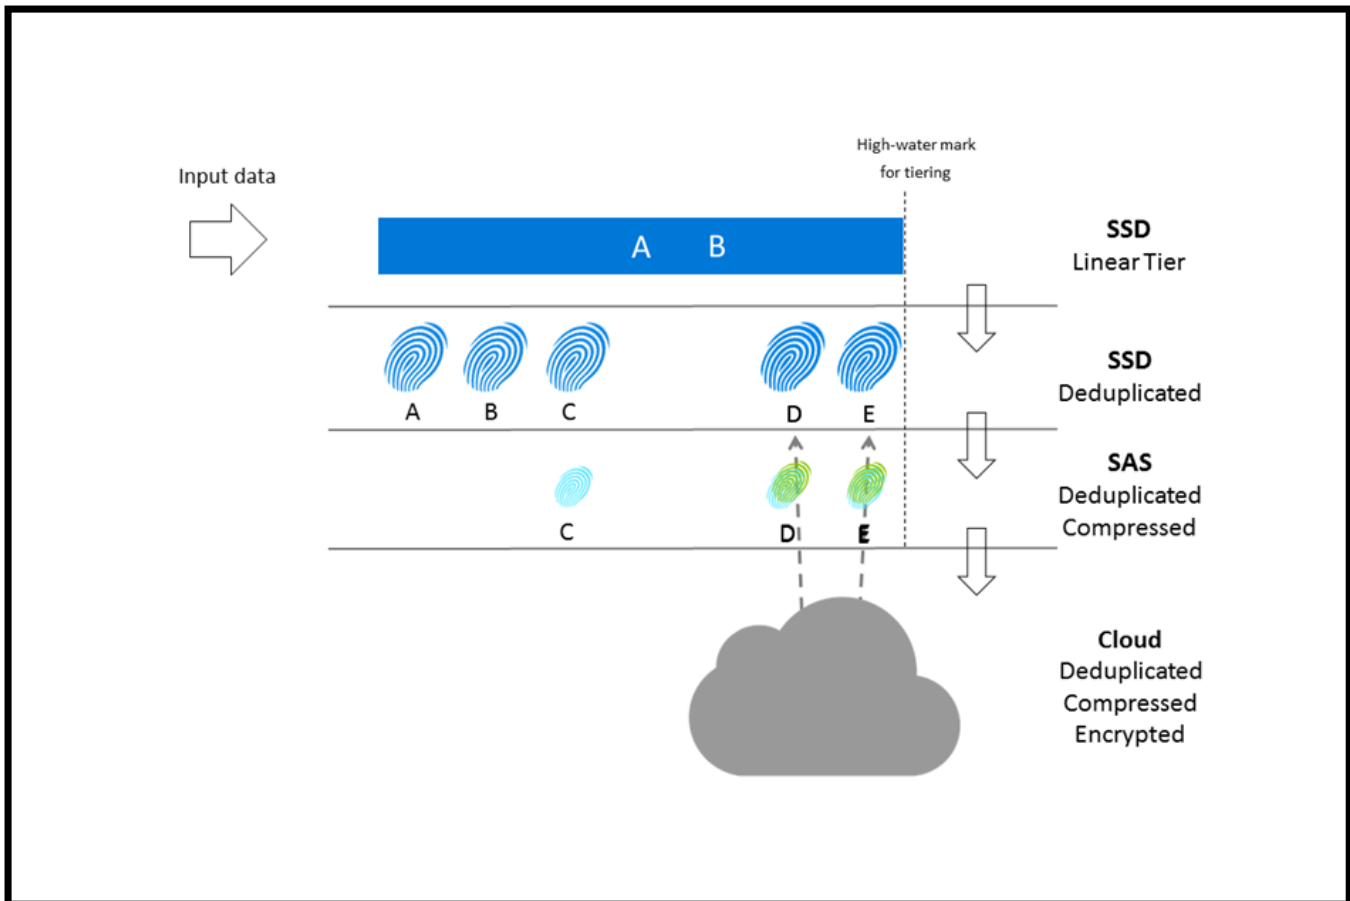 High-water mark
for tiering
Input data
A B
SSD
Linear Tier
A B C D E
SSD
Deduplicated
C D E
SAS
Deduplicated
Compressed
Cloud
Deduplicated
Compressed
Encrypted